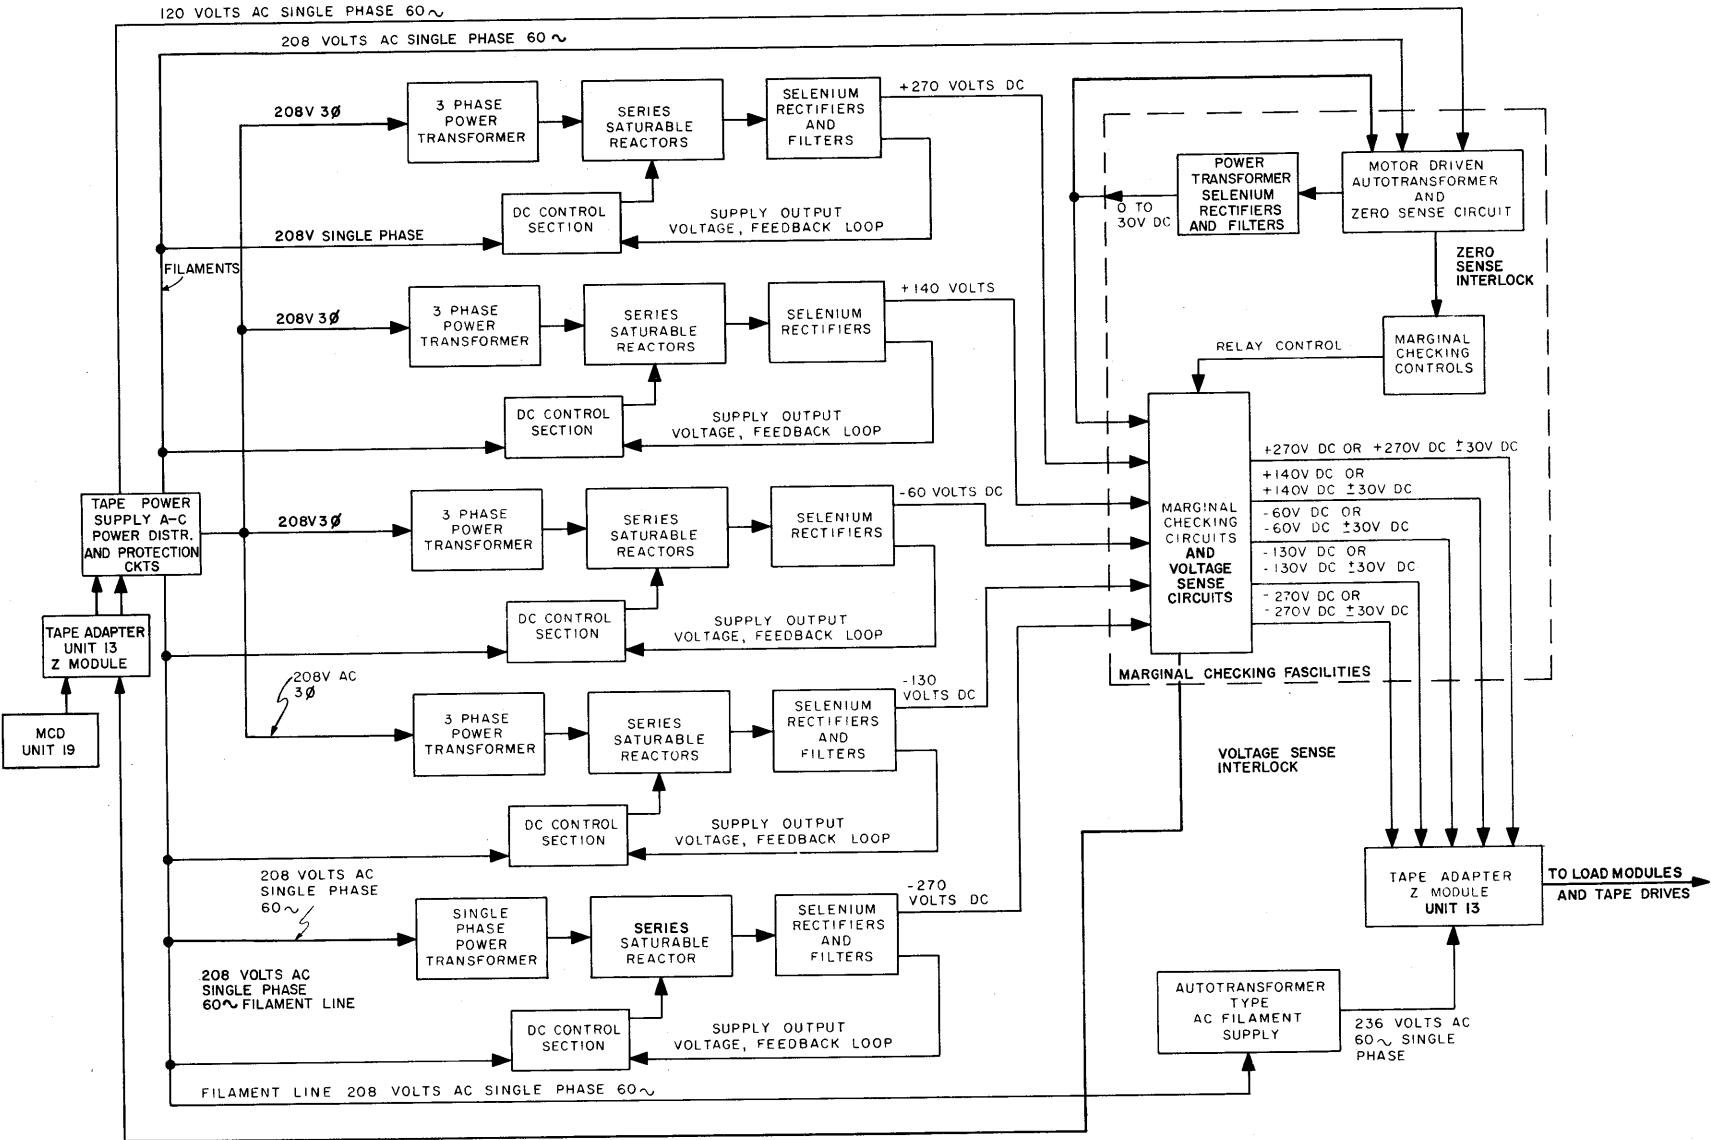 120 VOLTS AC SINGLE PHASE 60∿
208 VOLTS AC SINGLE PHASE 60∿
208V 3Ø
3 PHASE
POWER
TRANSFORMER
SERIES
SATURABLE
REACTORS
SELENIUM
RECTIFIERS
AND
FILTERS
+270 VOLTS DC
DC CONTROL
SECTION
SUPPLY OUTPUT
VOLTAGE, FEEDBACK LOOP
208V SINGLE PHASE
FILAMENTS
208V 3Ø
3 PHASE
POWER
TRANSFORMER
SERIES
SATURABLE
REACTORS
SELENIUM
RECTIFIERS
+140 VOLTS
DC CONTROL
SECTION
SUPPLY OUTPUT
VOLTAGE, FEEDBACK LOOP
TAPE POWER
SUPPLY A-C
POWER DISTR.
AND PROTECTION
CKTS
208V3Ø
3 PHASE
POWER
TRANSFORMER
SERIES
SATURABLE
REACTORS
SELENIUM
RECTIFIERS
-60 VOLTS DC
DC CONTROL
SECTION
SUPPLY OUTPUT
VOLTAGE, FEEDBACK LOOP
TAPE ADAPTER
UNIT 13
Z MODULE
MCD
UNIT 19
208V AC
3Ø
3 PHASE
POWER
TRANSFORMER
SERIES
SATURABLE
REACTORS
SELENIUM
RECTIFIERS
AND
FILTERS
-130
VOLTS DC
DC CONTROL
SECTION
SUPPLY OUTPUT
VOLTAGE, FEEDBACK LOOP
208 VOLTS AC
SINGLE PHASE
60∿
SINGLE
PHASE
POWER
TRANSFORMER
SERIES
SATURABLE
REACTOR
SELENIUM
RECTIFIERS
AND
FILTERS
-270
VOLTS DC
208 VOLTS AC
SINGLE PHASE
60∿ FILAMENT LINE
DC CONTROL
SECTION
SUPPLY OUTPUT
VOLTAGE, FEEDBACK LOOP
FILAMENT LINE 208 VOLTS AC SINGLE PHASE 60∿
POWER
TRANSFORMER
SELENIUM
RECTIFIERS
AND FILTERS
MOTOR DRIVEN
AUTOTRANSFORMER
AND
ZERO SENSE CIRCUIT
0 TO
30V DC
ZERO
SENSE
INTERLOCK
MARGINAL
CHECKING
CONTROLS
RELAY CONTROL
MARGINAL
CHECKING
CIRCUITS
AND
VOLTAGE
SENSE
CIRCUITS
+270V DC OR +270V DC ±30V DC
+140V DC OR
+140V DC ±30V DC
-60V DC OR
-60V DC ±30V DC
-130V DC OR
-130V DC ±30V DC
-270V DC OR
-270V DC ±30V DC
MARGINAL CHECKING FASCILITIES
VOLTAGE SENSE
INTERLOCK
TAPE ADAPTER
Z MODULE
UNIT 13
TO LOAD MODULES
AND TAPE DRIVES
AUTOTRANSFORMER
TYPE
AC FILAMENT
SUPPLY
236 VOLTS AC
60∿ SINGLE
PHASE